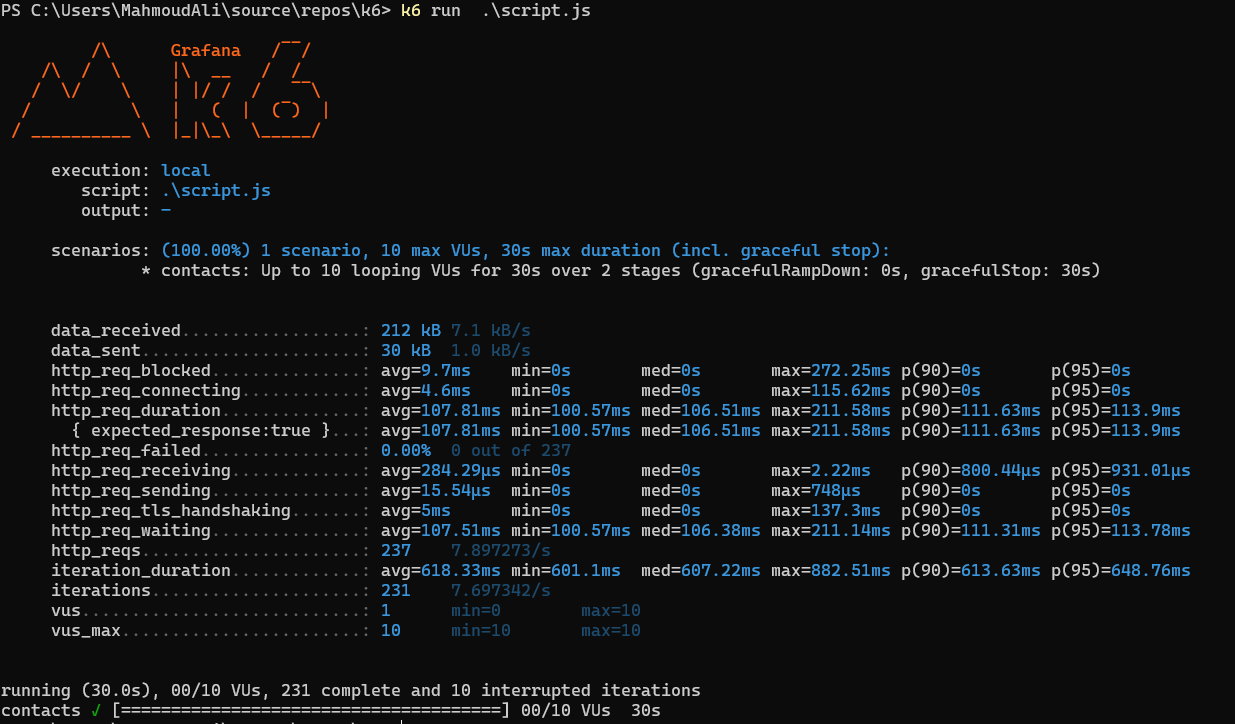 PS C:\Users\MahmoudAli\source\repos\k6> k6 run  .\script.js
Grafana
k6
execution: local
script: .\script.js
output: -
scenarios: (100.00%) 1 scenario, 10 max VUs, 30s max duration (incl. graceful stop):
* contacts: Up to 10 looping VUs for 30s over 2 stages (gracefulRampDown: 0s, gracefulStop: 30s)
data_received..................: 212 kB 7.1 kB/s
data_sent......................: 30 kB  1.0 kB/s
http_req_blocked...............: avg=9.7ms    min=0s       med=0s       max=272.25ms p(90)=0s       p(95)=0s
http_req_connecting............: avg=4.6ms    min=0s       med=0s       max=115.62ms p(90)=0s       p(95)=0s
http_req_duration..............: avg=107.81ms min=100.57ms med=106.51ms max=211.58ms p(90)=111.63ms p(95)=113.9ms
{ expected_response:true }...: avg=107.81ms min=100.57ms med=106.51ms max=211.58ms p(90)=111.63ms p(95)=113.9ms
http_req_failed................: 0.00%  0 out of 237
http_req_receiving.............: avg=284.29µs min=0s       med=0s       max=2.22ms   p(90)=800.44µs p(95)=931.01µs
http_req_sending...............: avg=15.54µs  min=0s       med=0s       max=748µs    p(90)=0s       p(95)=0s
http_req_tls_handshaking.......: avg=5ms      min=0s       med=0s       max=137.3ms  p(90)=0s       p(95)=0s
http_req_waiting...............: avg=107.51ms min=100.57ms med=106.38ms max=211.14ms p(90)=111.31ms p(95)=113.78ms
http_reqs......................: 237    7.897273/s
iteration_duration.............: avg=618.33ms min=601.1ms  med=607.22ms max=882.51ms p(90)=613.63ms p(95)=648.76ms
iterations.....................: 231    7.697342/s
vus............................: 1      min=0        max=10
vus_max........................: 10     min=10       max=10
running (30.0s), 00/10 VUs, 231 complete and 10 interrupted iterations
contacts ✓ [======================================] 00/10 VUs  30s